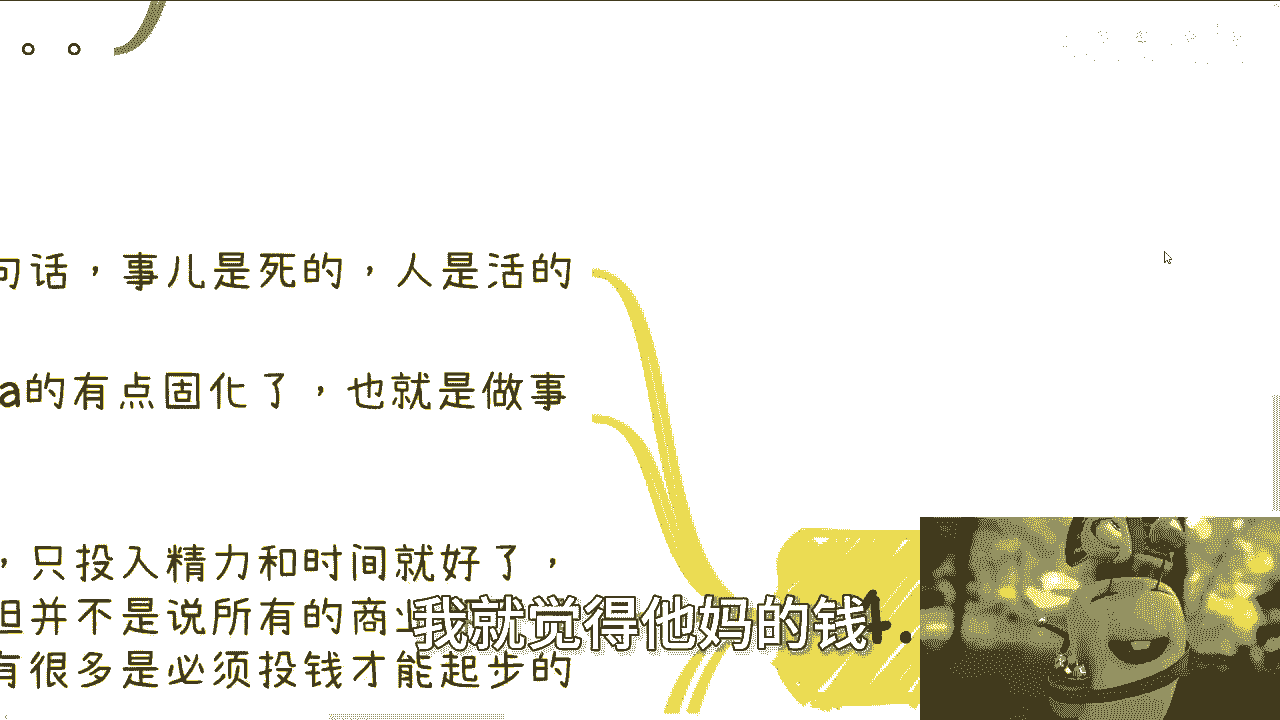 。。)
句话，事儿是死的，人是活的
a的有点固化了，也就是做事
，只投入精力和时间就好了，
但并不是说所有的商业
有很多是必须投钱才能起步的
我就觉得他妈的钱
4.